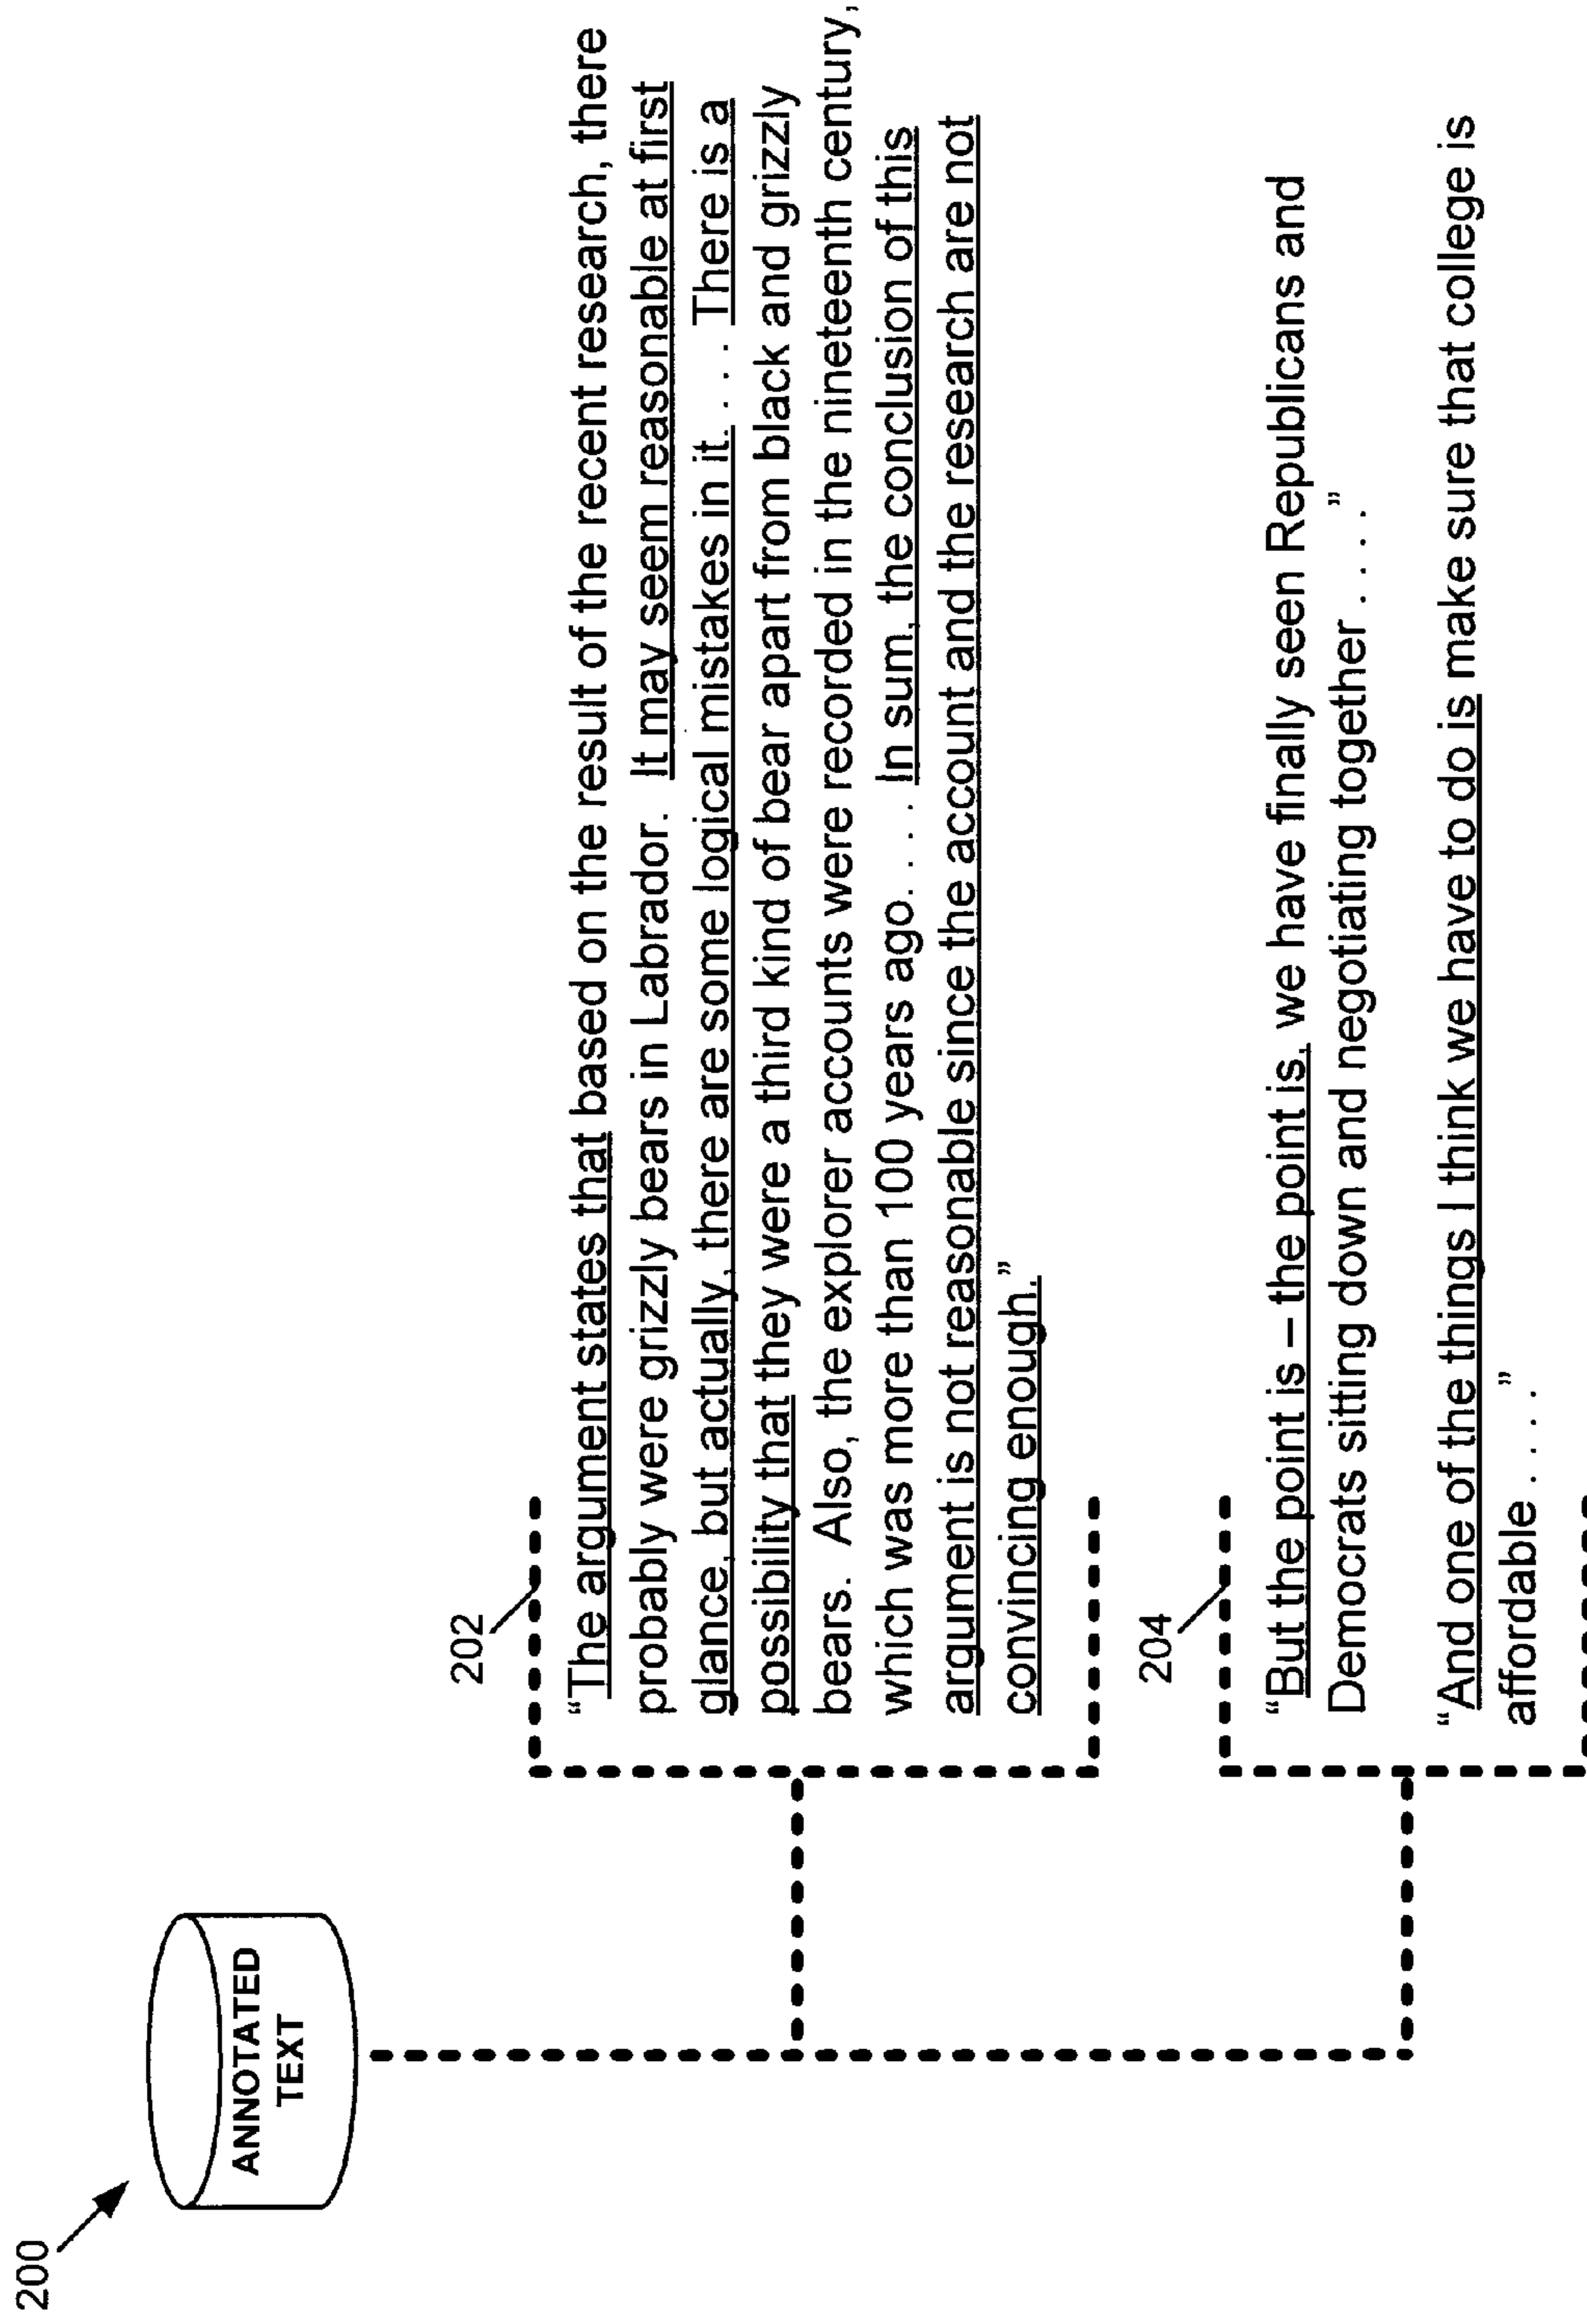 200
ANNOTATED
TEXT
202
“The argument states that based on the result of the recent research, there
probably were grizzly bears in Labrador. It may seem reasonable at first
glance, but actually, there are some logical mistakes in it. . . . There is a
possibility that they were a third kind of bear apart from black and grizzly
bears. Also, the explorer accounts were recorded in the nineteenth century,
which was more than 100 years ago. . . . In sum, the conclusion of this
argument is not reasonable since the account and the research are not
convincing enough.”
204
“But the point is – the point is, we have finally seen Republicans and
Democrats sitting down and negotiating together . . . .”
“And one of the things I think we have to do is make sure that college is
affordable . . . .”